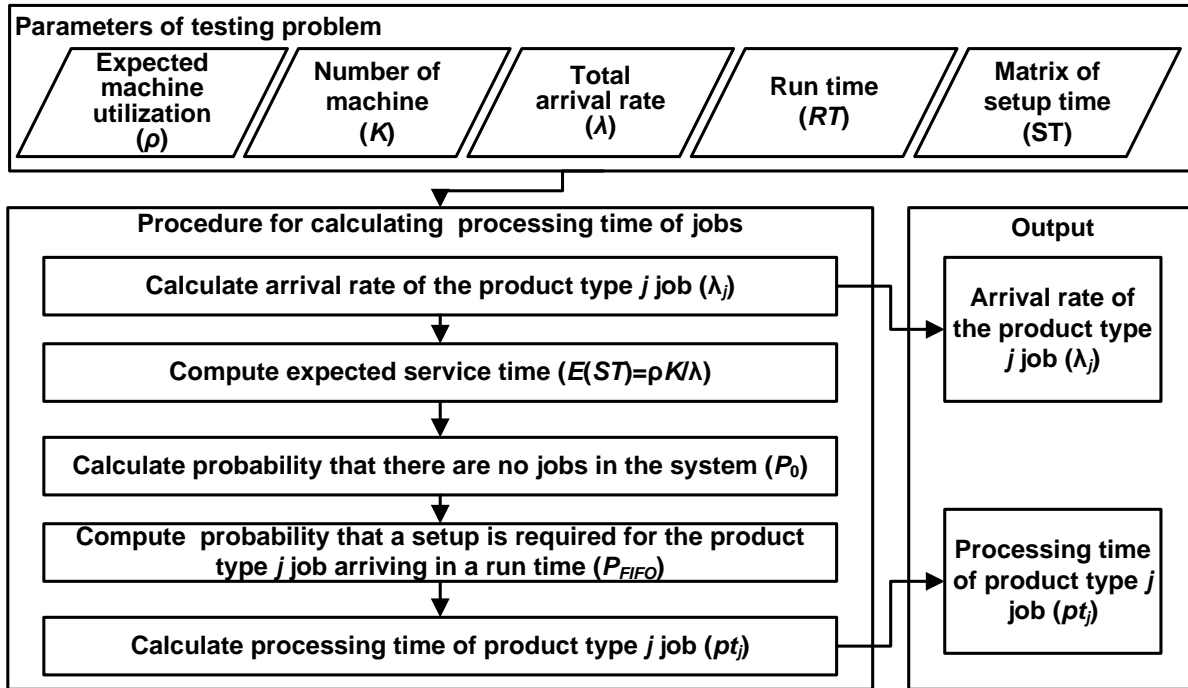 Parameters of testing problem
Expected
machine
utilization
(ρ)
Number of
machine
(K)
Total
arrival rate
(λ)
Run time
(RT)
Matrix of
setup time
(ST)
Procedure for calculating processing time of jobs
Calculate arrival rate of the product type j job (λj)
Compute expected service time (E(ST)=ρK/λ)
Calculate probability that there are no jobs in the system (P0)
Compute probability that a setup is required for the product
type j job arriving in a run time (PFIFO)
Calculate processing time of product type j job (ptj)
Output
Arrival rate of
the product type
j job (λj)
Processing time
of product type j
job (ptj)